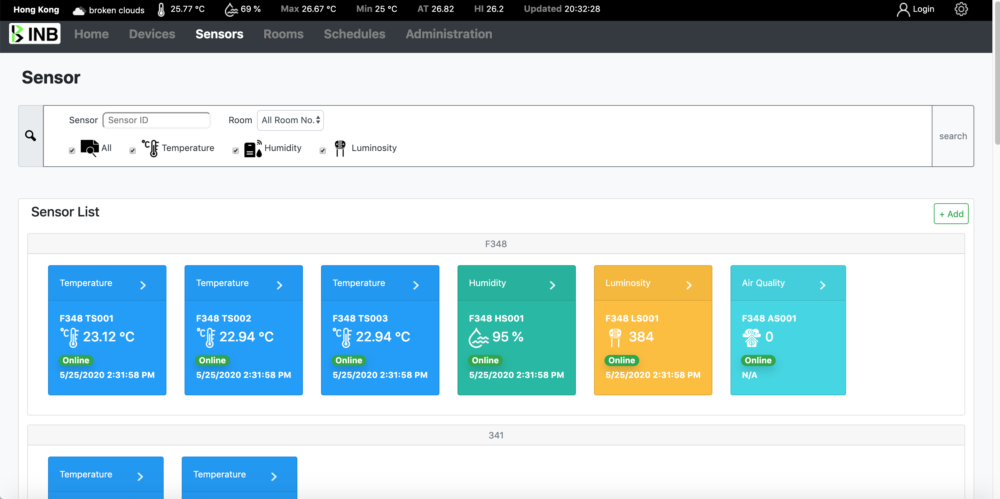 Hong Kong broken clouds 25.77 °C 69 % Max 26.67 °C Min 25 °C AT 26.82 HI 26.2 Updated 20:32:28 Login
INB Home Devices Sensors Rooms Schedules Administration
Sensor
Sensor Sensor ID Room All Room No.
°C
All Temperature Humidity Luminosity
search
Sensor List
+ Add
F348
Temperature
F348 TS001
°C 23.12 °C
Online
5/25/2020 2:31:58 PM
Temperature
F348 TS002
°C 22.94 °C
Online
5/25/2020 2:31:58 PM
Temperature
F348 TS003
°C 22.94 °C
Online
5/25/2020 2:31:58 PM
Humidity
F348 HS001
95 %
Online
5/25/2020 2:31:58 PM
Luminosity
F348 LS001
384
Online
5/25/2020 2:31:58 PM
Air Quality
F348 AS001
CO2 0
Online
N/A
341
Temperature
Temperature